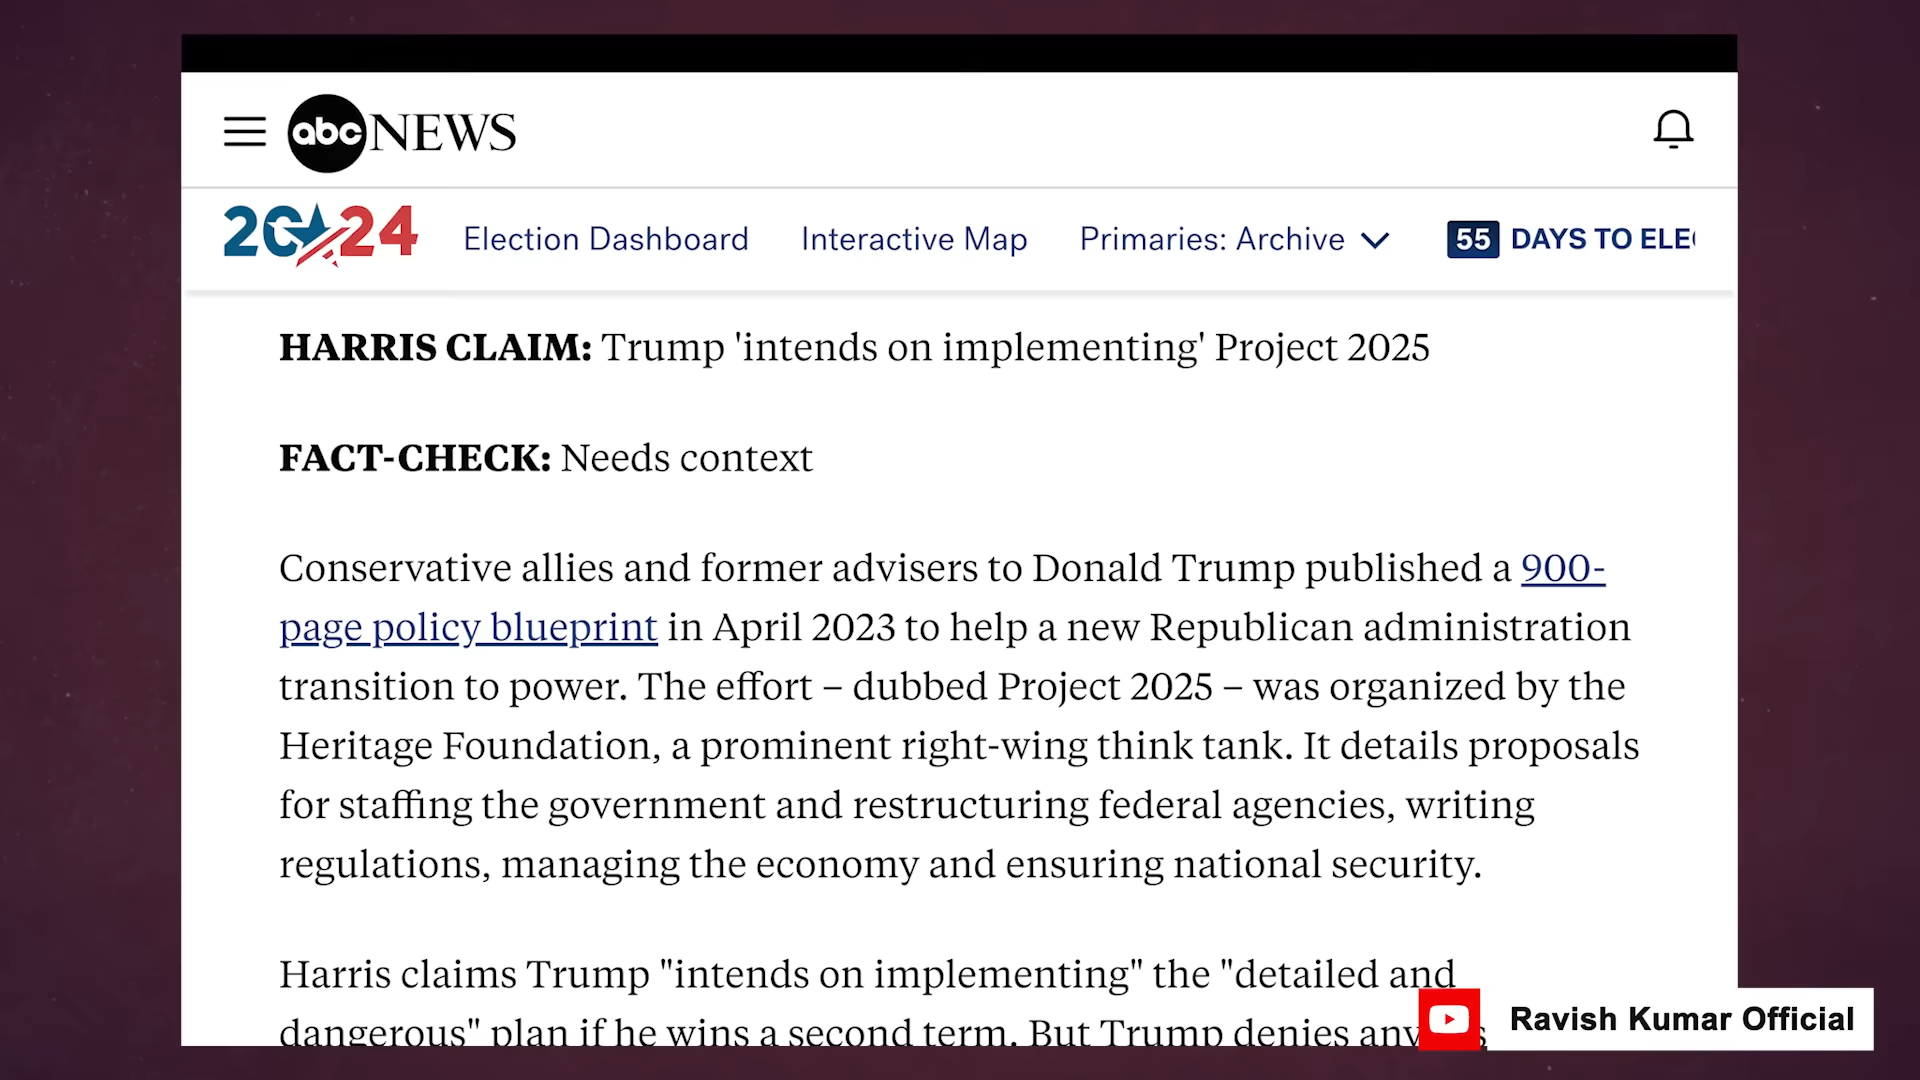 abc NEWS
2024 Election Dashboard Interactive Map Primaries: Archive 55 DAYS TO
HARRIS CLAIM: Trump 'intends on implementing' Project 2025
FACT-CHECK: Needs context
Conservative allies and former advisers to Donald Trump published a 900-
page policy blueprint in April 2023 to help a new Republican administration
transition to power. The effort – dubbed Project 2025 – was organized by the
Heritage Foundation, a prominent right-wing think tank. It details proposals
for staffing the government and restructuring federal agencies, writing
regulations, managing the economy and ensuring national security.
Harris claims Trump "intends on implementing" the "detailed and
dangerous" plan if he wins a second term. But Trump denies
Ravish Kumar Official